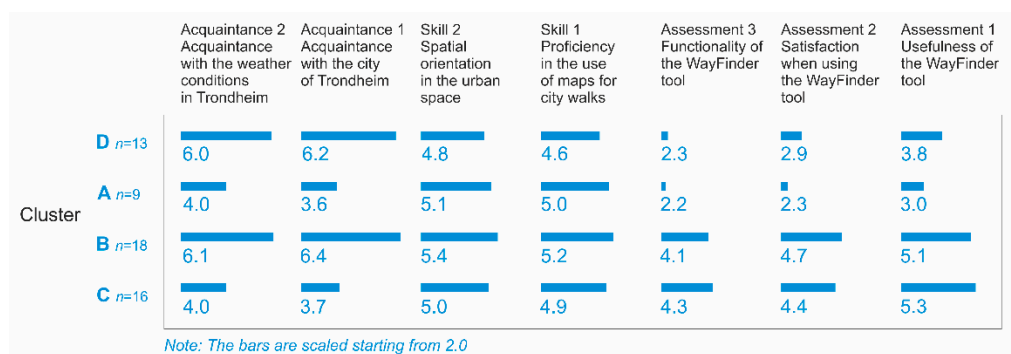 Acquaintance 2
Acquaintance
with the weather
conditions
in Trondheim
Acquaintance 1
Acquaintance
with the city
of Trondheim
Skill 2
Spatial
orientation
in the urban
space
Skill 1
Proficiency
in the use
of maps for
city walks
Assessment 3
Functionality of
the WayFinder
tool
Assessment 2
Satisfaction
when using
the WayFinder
tool
Assessment 1
Usefulness of
the WayFinder
tool
Cluster
D n=13
6.0 6.2 4.8 4.6 2.3 2.9 3.8
A n=9
4.0 3.6 5.1 5.0 2.2 2.3 3.0
B n=18
6.1 6.4 5.4 5.2 4.1 4.7 5.1
C n=16
4.0 3.7 5.0 4.9 4.3 4.4 5.3
Note: The bars are scaled starting from 2.0